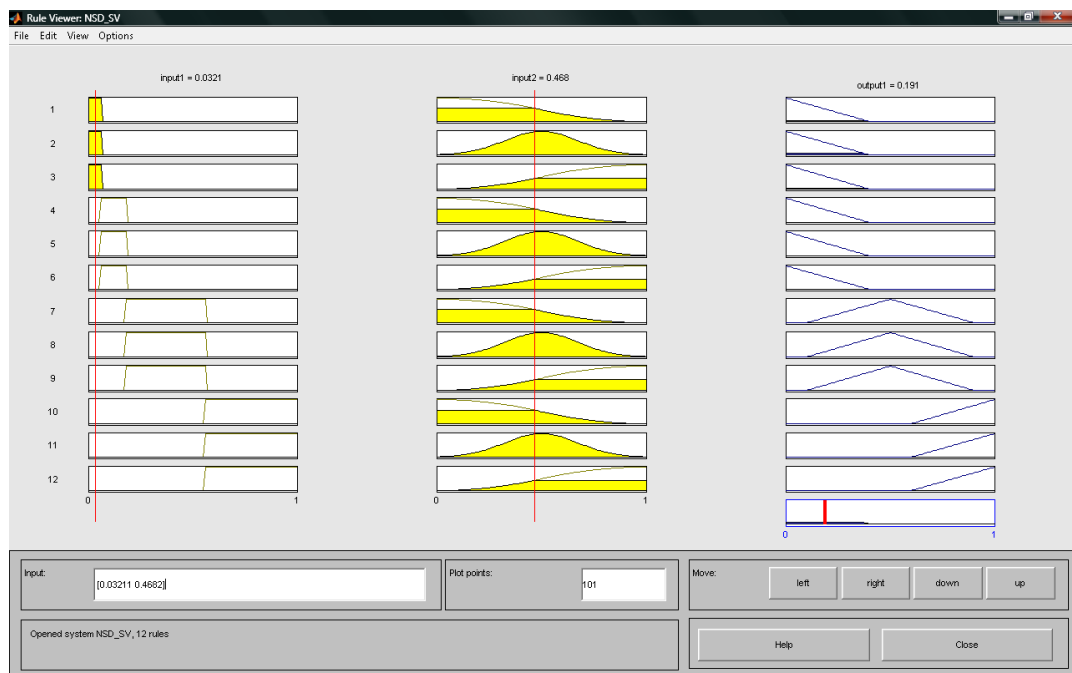 Rule Viewer: NSD_SV
File Edit View Options
input1 = 0.0321
input2 = 0.468
output1 = 0.191
1
2
3
4
5
6
7
8
9
10
11
12
0 1
0 1
0 1
Input:
[0.03211 0.4682]
Plot points:
101
Move:
left
right
down
up
Opened system NSD_SV, 12 rules
Help
Close